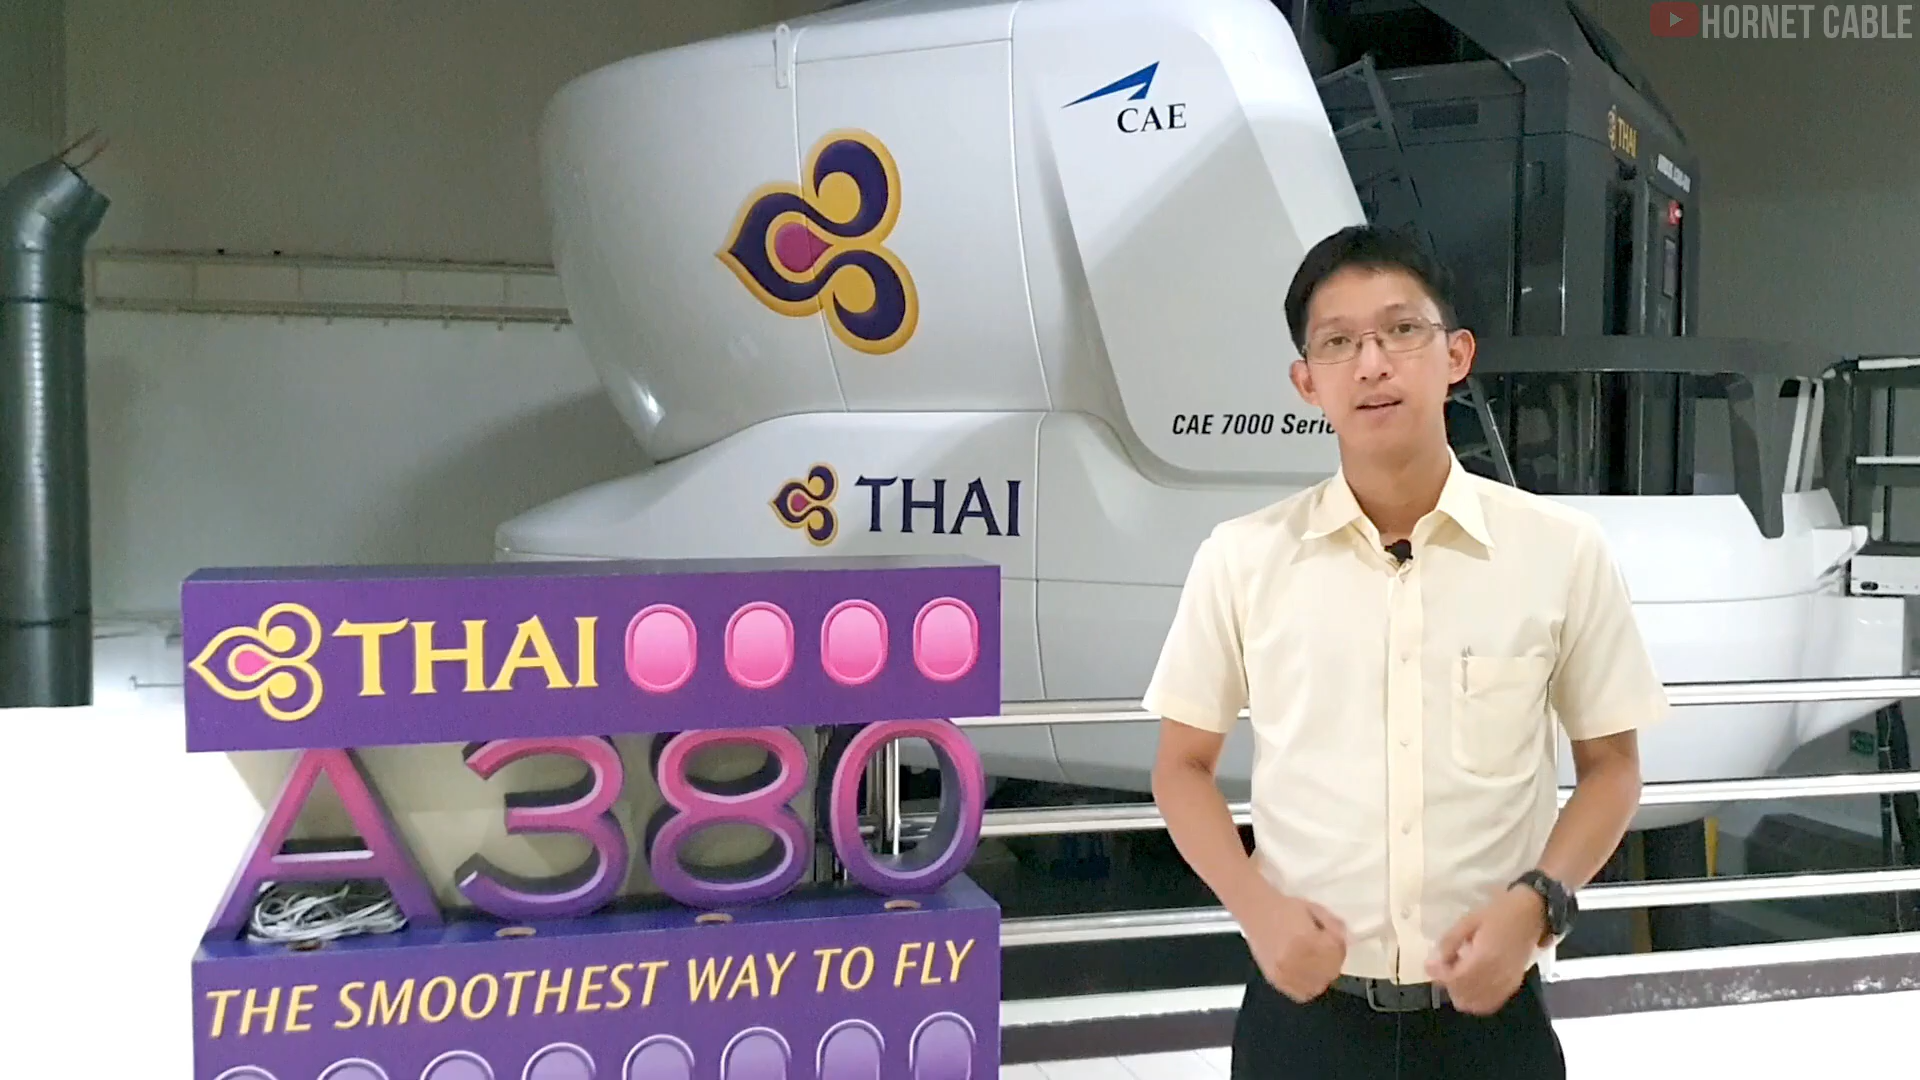 HORNET CABLE
CAE
THAI
CAE 7000 Serie
THAI
THAI
A380
THE SMOOTHEST WAY TO FLY